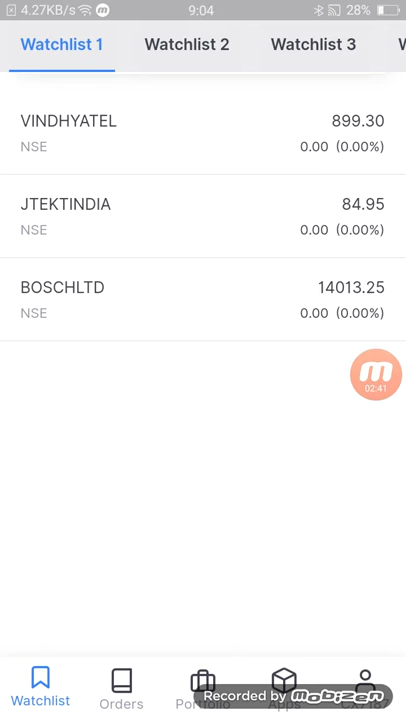 4.27KB/s 9:04 28%
Watchlist 1 Watchlist 2 Watchlist 3 W
VINDHYATEL 899.30
NSE 0.00 (0.00%)
JTEKTINDIA 84.95
NSE 0.00 (0.00%)
BOSCHLTD 14013.25
NSE 0.00 (0.00%)
m
02:41
Watchlist Orders Portfolio Apps
Recorded by mobizen